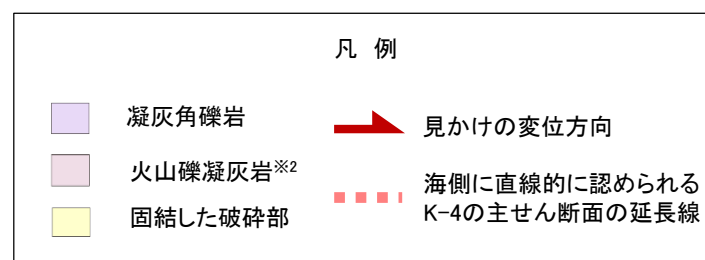 凡 例
凝灰角礫岩
火山礫凝灰岩※2
固結した破砕部
見かけの変位方向
海側に直線的に認められる
K-4の主せん断面の延長線